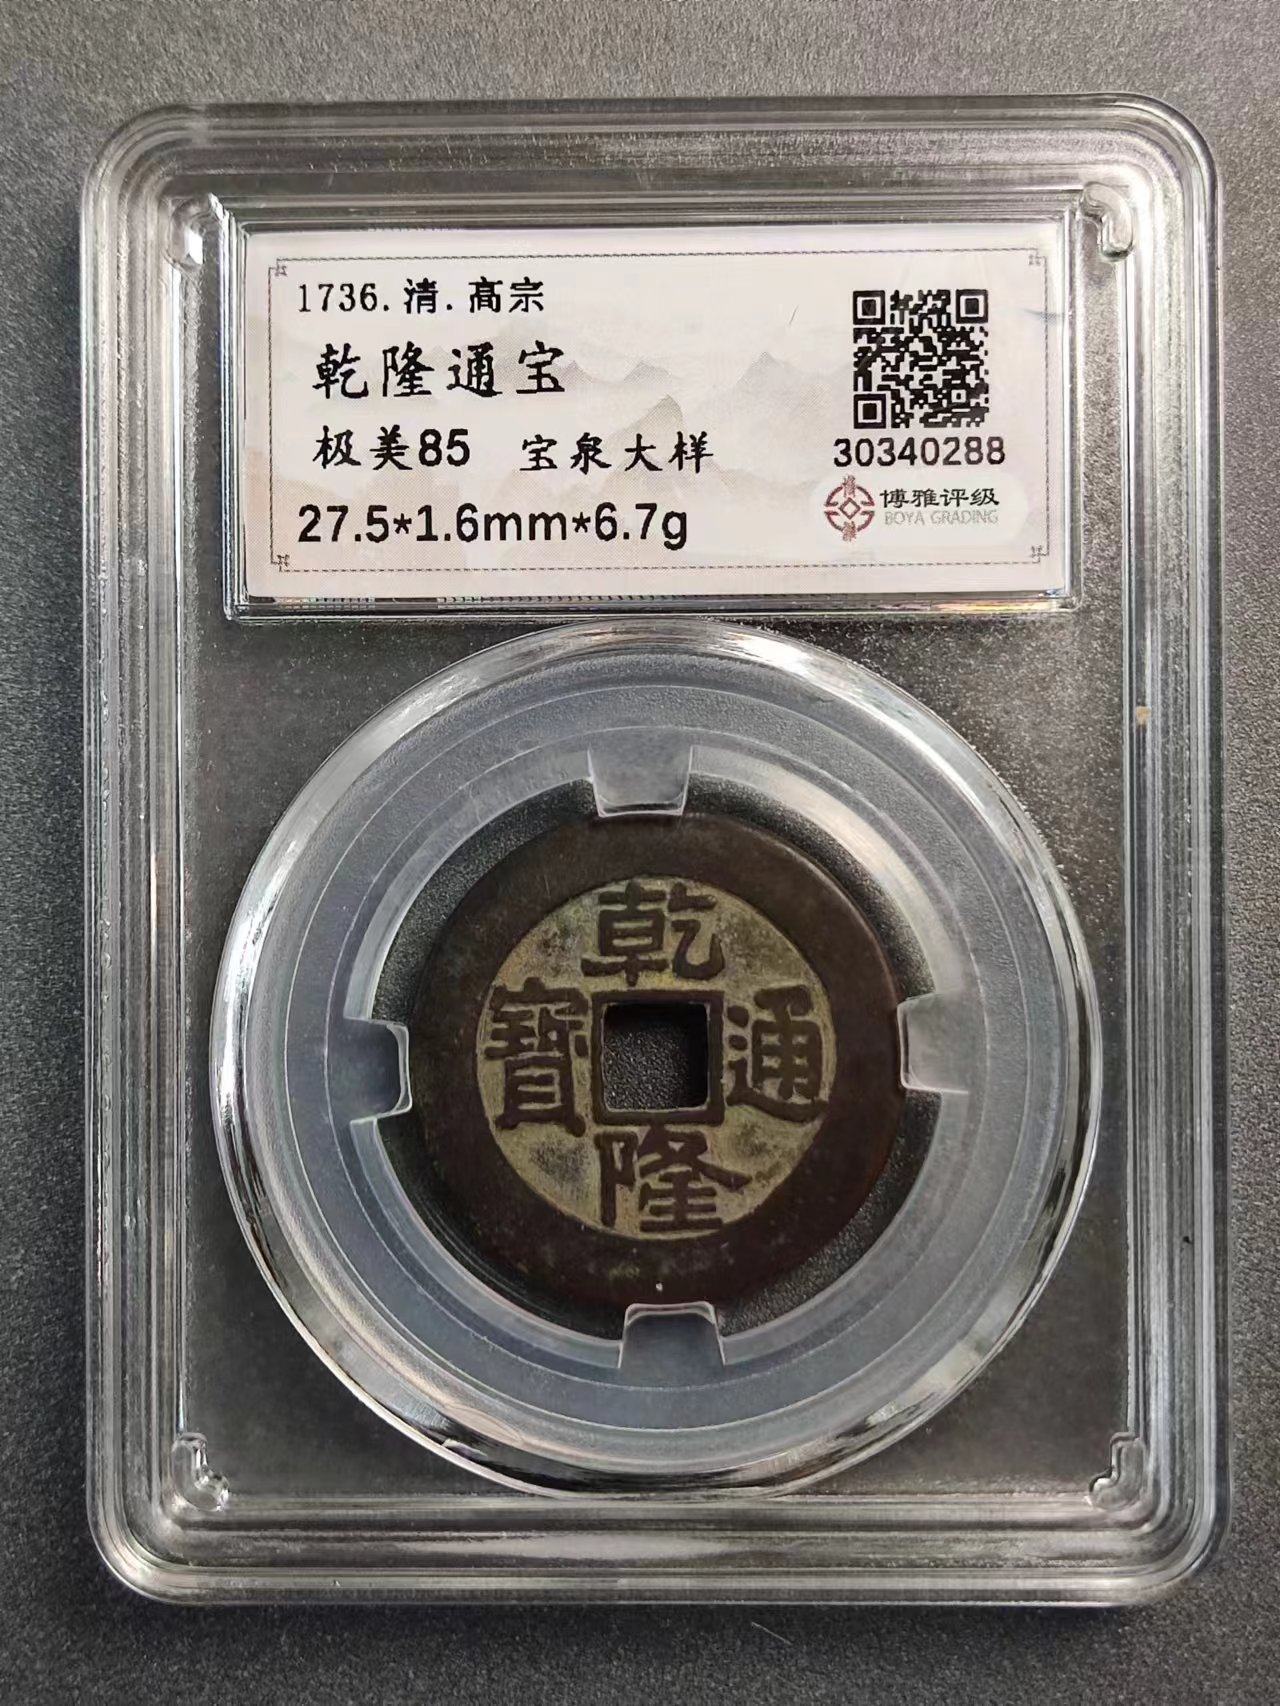 1736.清.高宗
乾隆通宝
极美85 宝泉大样
27.5*1.6mm*6.7g
30340288
博雅评级
BOYA GRADING
乾隆通寶